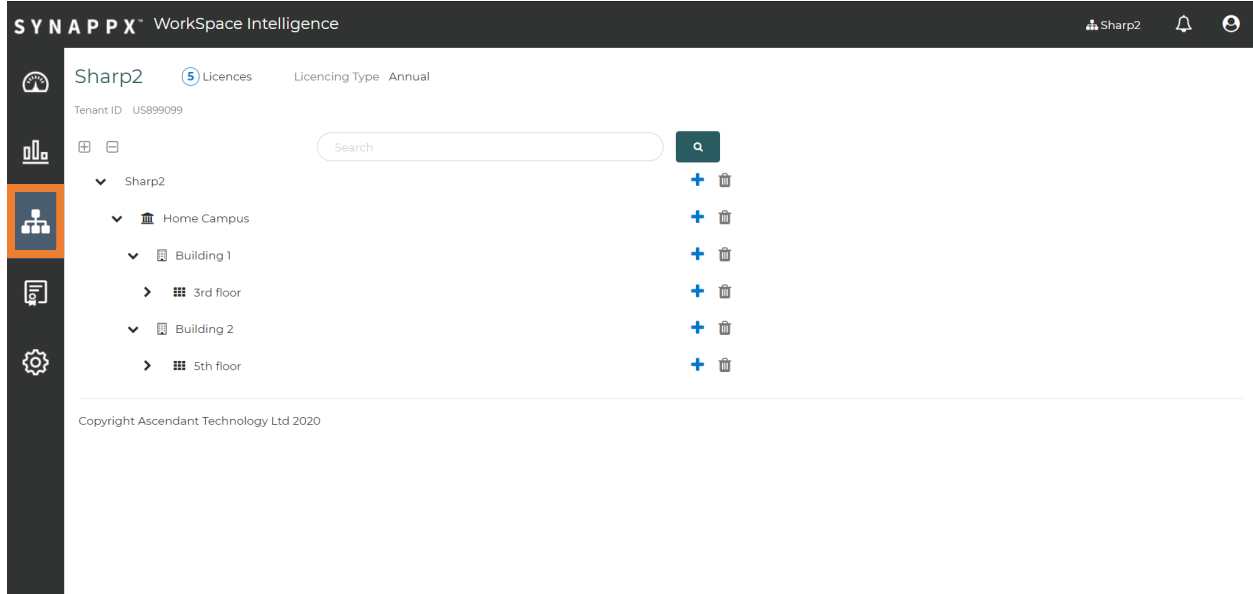 SYNAPPX™ WorkSpace Intelligence
Sharp2
Sharp2
5 Licences
Licencing Type Annual
Tenant ID US899099
Search
Sharp2
Home Campus
Building 1
3rd floor
Building 2
5th floor
Copyright Ascendant Technology Ltd 2020